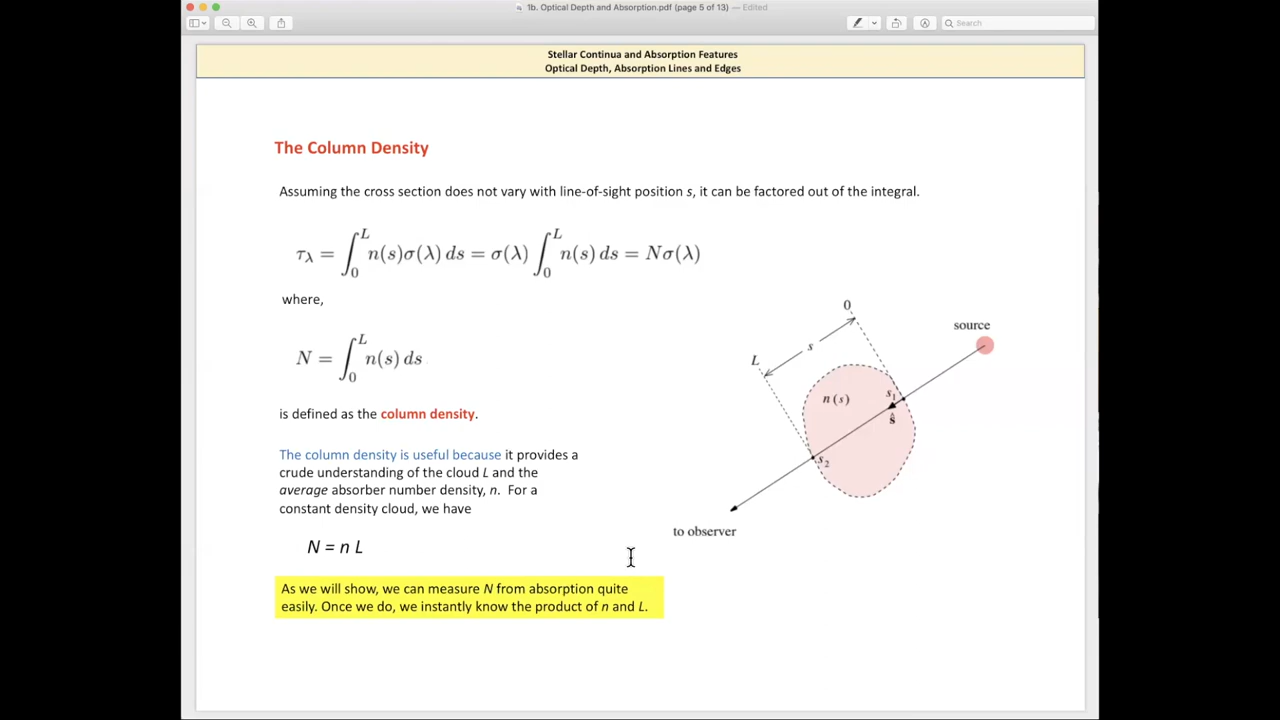 1b. Optical Depth and Absorption.pdf (page 5 of 13) — Edited
Search
Stellar Continua and Absorption Features
Optical Depth, Absorption Lines and Edges
The Column Density
Assuming the cross section does not vary with line-of-sight position s, it can be factored out of the integral.
τλ = ∫₀ᴸ n(s)σ(λ) ds = σ(λ) ∫₀ᴸ n(s) ds = Nσ(λ)
where,
N = ∫₀ᴸ n(s) ds
is defined as the column density.
The column density is useful because it provides a
crude understanding of the cloud L and the
average absorber number density, n. For a
constant density cloud, we have
N = n L
As we will show, we can measure N from absorption quite
easily. Once we do, we instantly know the product of n and L.
0
source
s
L
n(s)
s₁
ŝ
s₂
to observer